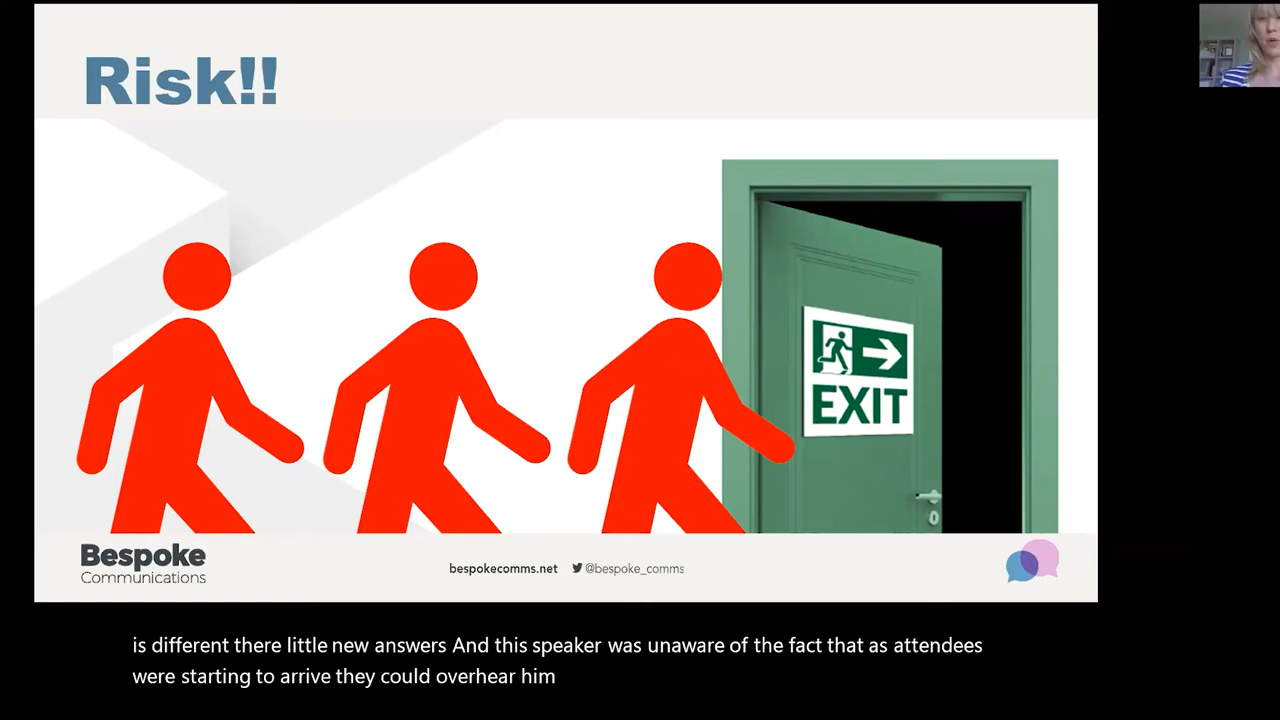 Risk!!
EXIT
Bespoke
Communications
bespokecomms.net
@bespoke_comms
is different there little new answers And this speaker was unaware of the fact that as attendees
were starting to arrive they could overhear him